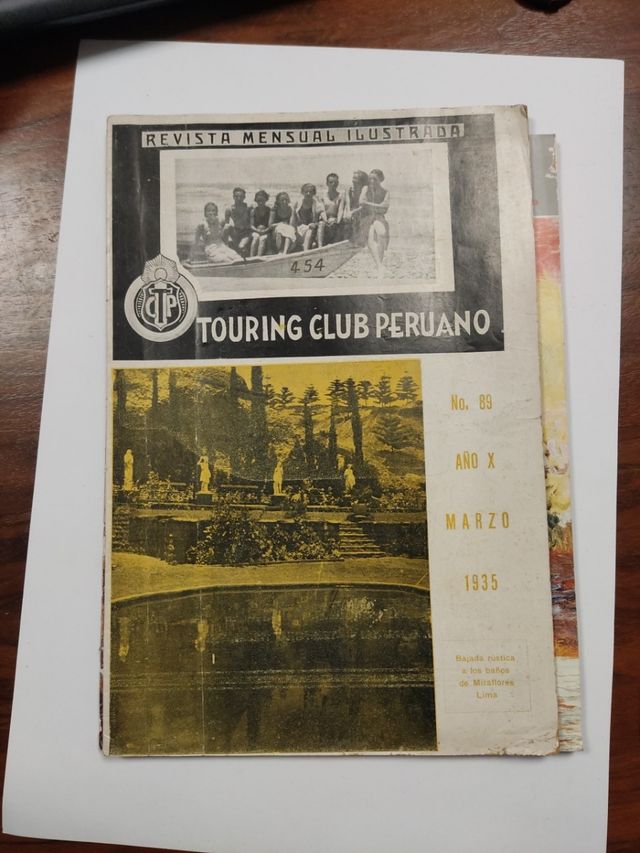 REVISTA MENSUAL ILUSTRADA
454
TCP
TOURING CLUB PERUANO
No. 89
AÑO X
MARZO
1935
Bajada rústica
a los baños
de Miraflores
Lima